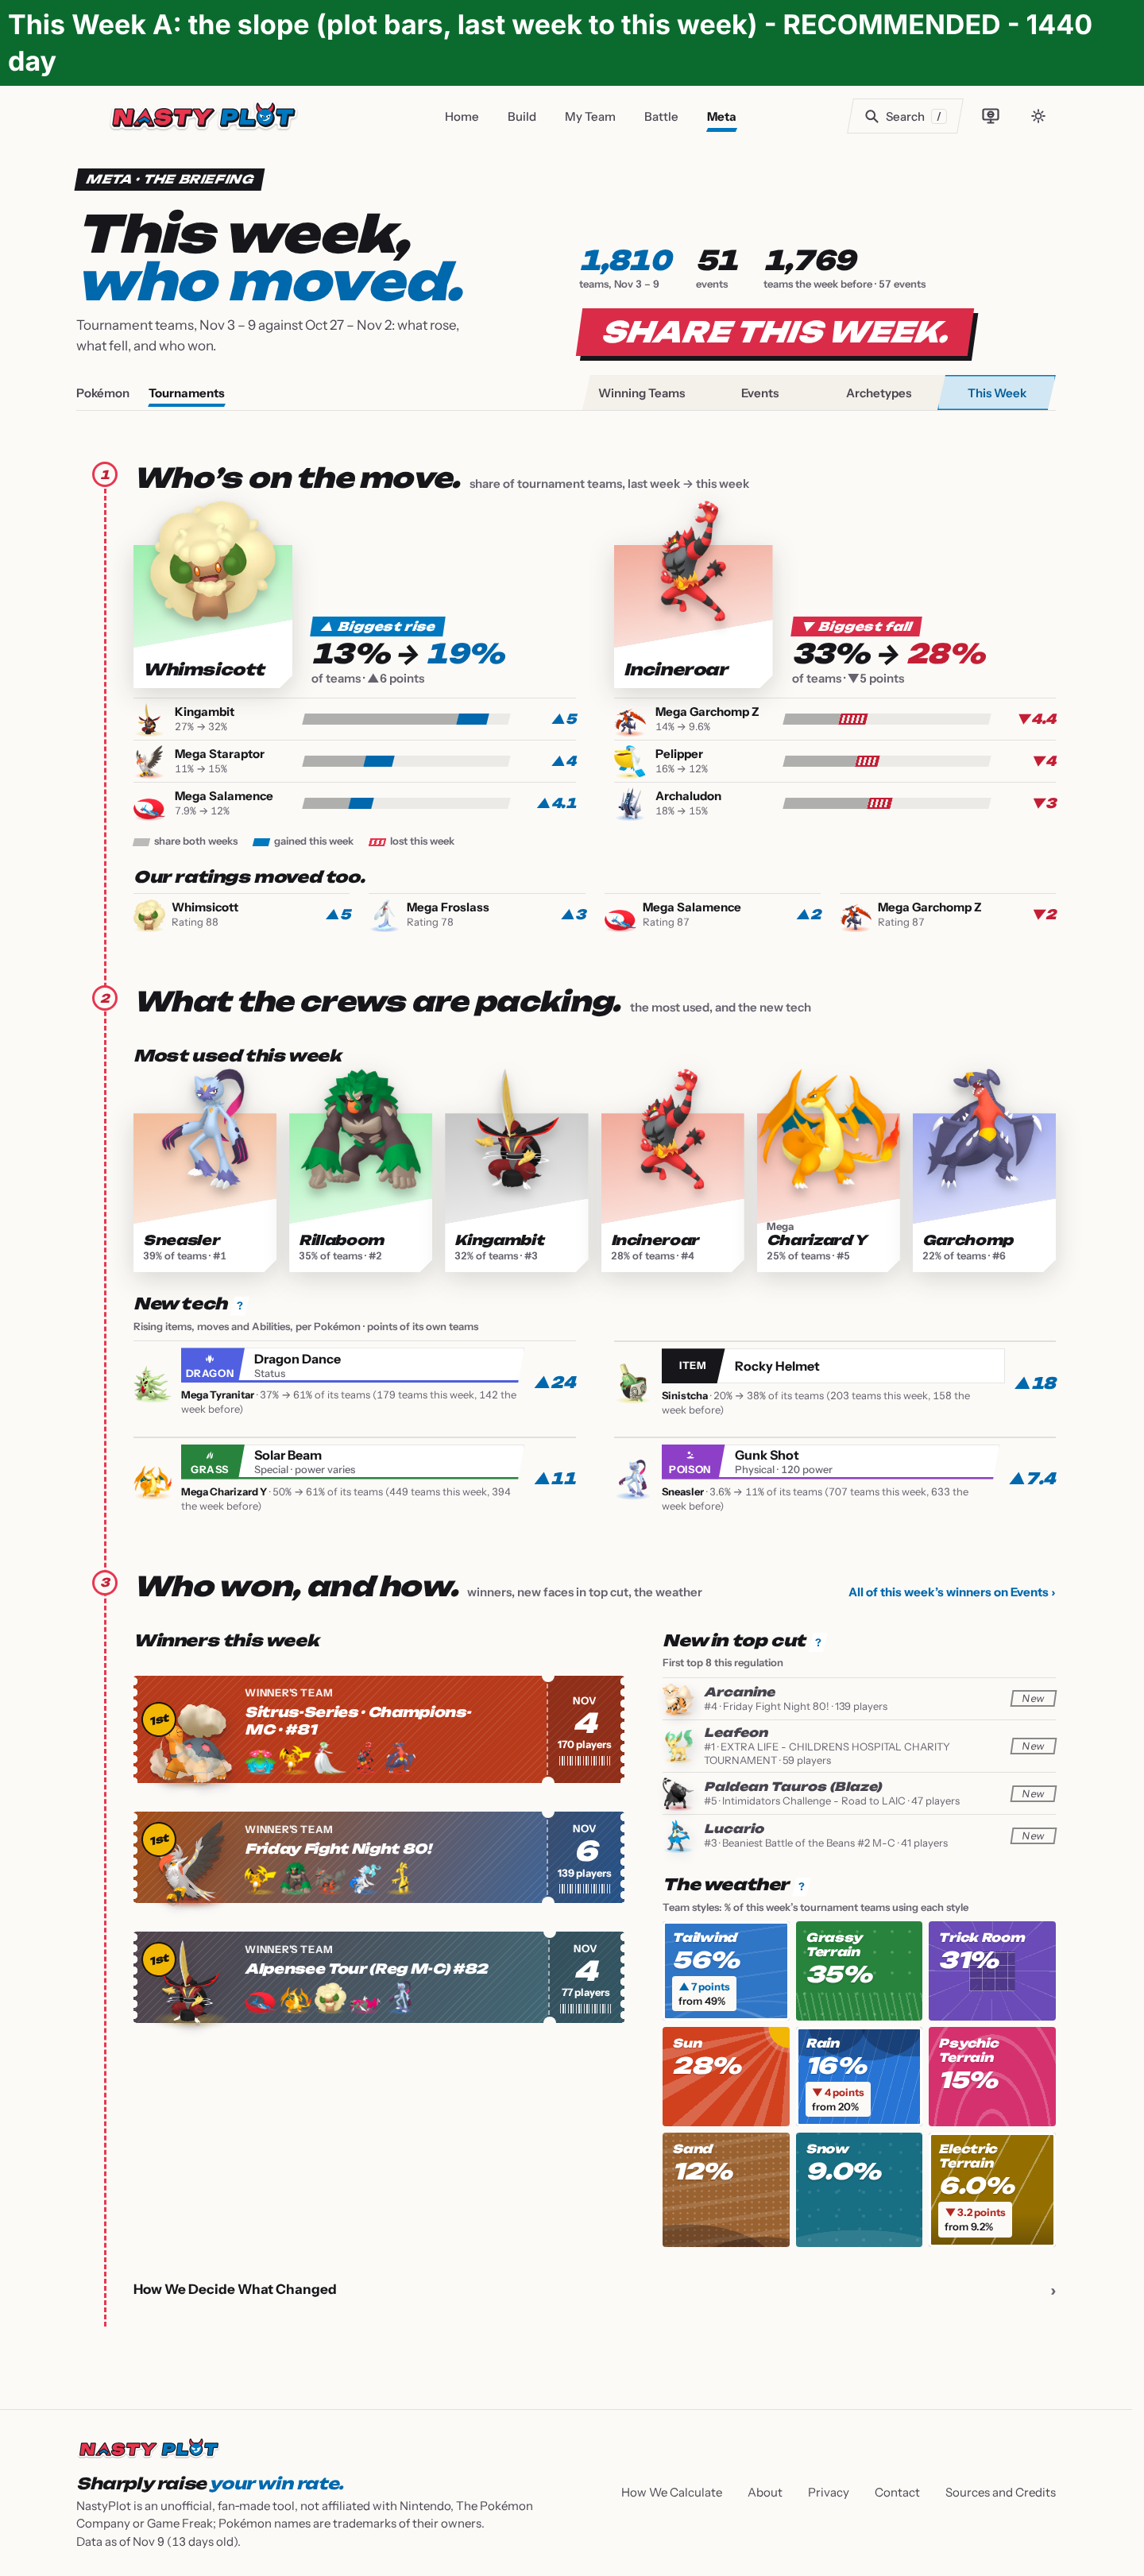 This Week A: the slope (plot bars, last week to this week) - RECOMMENDED - 1440
day
NASTY PLOT
Home
Build
My Team
Battle
Meta
Search /
META · THE BRIEFING
This week,
who moved.
Tournament teams, Nov 3 – 9 against Oct 27 – Nov 2: what rose,
what fell, and who won.
1,810
teams, Nov 3 – 9
51
events
1,769
teams the week before · 57 events
SHARE THIS WEEK.
Pokémon
Tournaments
Winning Teams
Events
Archetypes
This Week
1
Who's on the move. share of tournament teams, last week → this week
Whimsicott
▲ Biggest rise
13% → 19%
of teams · ▲6 points
Kingambit
27% → 32%
▲5
Mega Staraptor
11% → 15%
▲4
Mega Salamence
7.9% → 12%
▲4.1
Incineroar
▼ Biggest fall
33% → 28%
of teams · ▼5 points
Mega Garchomp Z
14% → 9.6%
▼4.4
Pelipper
16% → 12%
▼4
Archaludon
18% → 15%
▼3
share both weeks
gained this week
lost this week
Our ratings moved too.
Whimsicott
Rating 88
▲5
Mega Froslass
Rating 78
▲3
Mega Salamence
Rating 87
▲2
Mega Garchomp Z
Rating 87
▼2
2
What the crews are packing. the most used, and the new tech
Most used this week
Sneasler
39% of teams · #1
Rillaboom
35% of teams · #2
Kingambit
32% of teams · #3
Incineroar
28% of teams · #4
Mega
Charizard Y
25% of teams · #5
Garchomp
22% of teams · #6
New tech ?
Rising items, moves and Abilities, per Pokémon · points of its own teams
DRAGON
Dragon Dance
Status
Mega Tyranitar · 37% → 61% of its teams (179 teams this week, 142 the
week before)
▲24
ITEM
Rocky Helmet
Sinistcha · 20% → 38% of its teams (203 teams this week, 158 the
week before)
▲18
GRASS
Solar Beam
Special · power varies
Mega Charizard Y · 50% → 61% of its teams (449 teams this week, 394
the week before)
▲11
POISON
Gunk Shot
Physical · 120 power
Sneasler · 3.6% → 11% of its teams (707 teams this week, 633 the
week before)
▲7.4
3
Who won, and how. winners, new faces in top cut, the weather
All of this week's winners on Events ›
Winners this week
1st
WINNER'S TEAM
Sitrus-Series · Champions-
MC · #81
NOV
4
170 players
1st
WINNER'S TEAM
Friday Fight Night 80!
NOV
6
139 players
1st
WINNER'S TEAM
Alpensee Tour (Reg M-C) #82
NOV
4
77 players
New in top cut ?
First top 8 this regulation
Arcanine
#4 · Friday Fight Night 80! · 139 players
New
Leafeon
#1 · EXTRA LIFE - CHILDRENS HOSPITAL CHARITY
TOURNAMENT · 59 players
New
Paldean Tauros (Blaze)
#5 · Intimidators Challenge - Road to LAIC · 47 players
New
Lucario
#3 · Beaniest Battle of the Beans #2 M-C · 41 players
New
The weather ?
Team styles: % of this week's tournament teams using each style
Tailwind
56%
▲ 7 points
from 49%
Grassy
Terrain
35%
Trick Room
31%
Sun
28%
Rain
16%
▼ 4 points
from 20%
Psychic
Terrain
15%
Sand
12%
Snow
9.0%
Electric
Terrain
6.0%
▼ 3.2 points
from 9.2%
How We Decide What Changed ›
NASTY PLOT
Sharply raise your win rate.
NastyPlot is an unofficial, fan-made tool, not affiliated with Nintendo, The Pokémon
Company or Game Freak; Pokémon names are trademarks of their owners.
Data as of Nov 9 (13 days old).
How We Calculate
About
Privacy
Contact
Sources and Credits